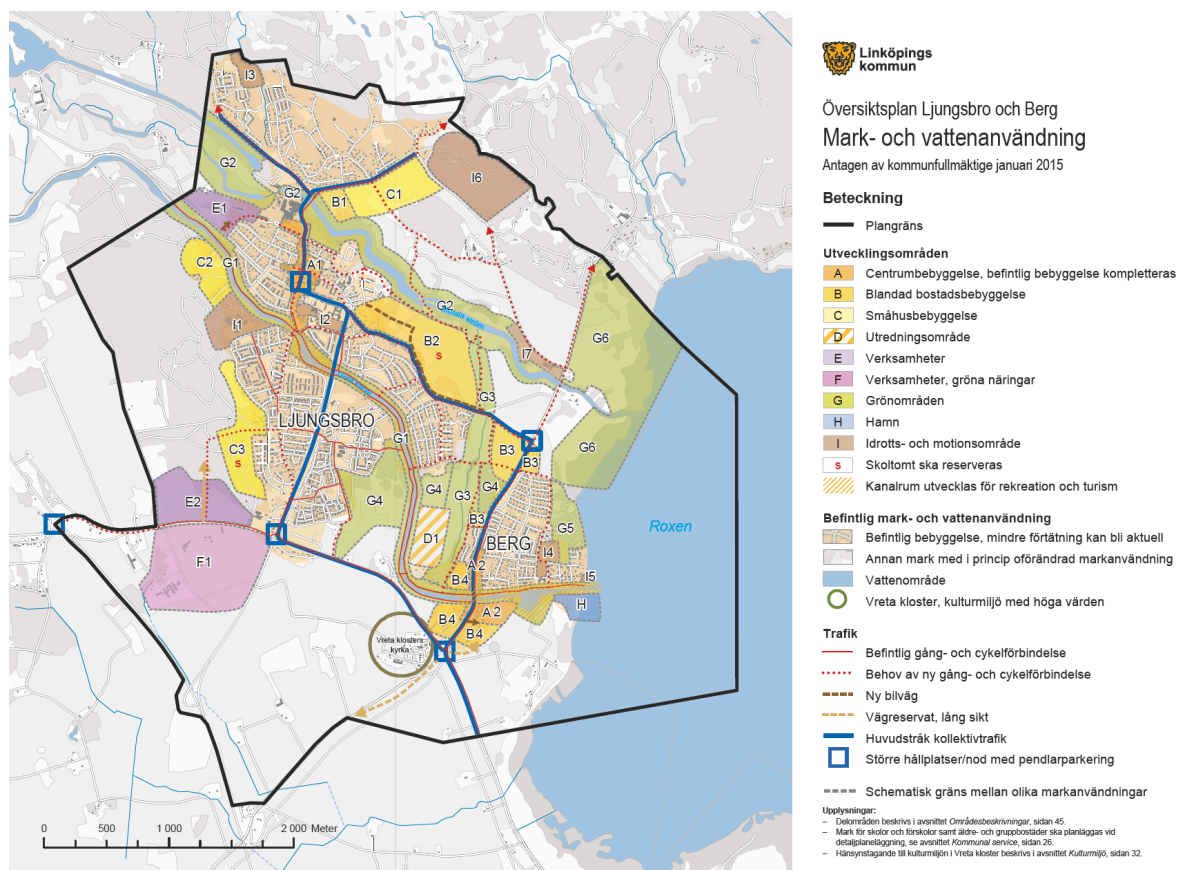 I3
G2
I6
G2
B1
C1
E1
C2
G1
A1
G2
Motala ström
I1
I2
B2
s
I7
G6
G3
LJUNGSBRO
G1
B3
B3
G6
C3
s
G4
G4
G3
G4
E2
B3
G5
Roxen
D1
BERG
I4
F1
A2
B4
I5
B4
A2
H
B4
Vreta klosters
kyrka
0 500 1 000 2 000 Meter
Linköpings
kommun
Översiktsplan Ljungsbro och Berg
Mark- och vattenanvändning
Antagen av kommunfullmäktige januari 2015
Beteckning
Plangräns
Utvecklingsområden
A Centrumbebyggelse, befintlig bebyggelse kompletteras
B Blandad bostadsbebyggelse
C Småhusbebyggelse
D Utredningsområde
E Verksamheter
F Verksamheter, gröna näringar
G Grönområden
H Hamn
I Idrotts- och motionsområde
s Skoltomt ska reserveras
Kanalrum utvecklas för rekreation och turism
Befintlig mark- och vattenanvändning
Befintlig bebyggelse, mindre förtätning kan bli aktuell
Annan mark med i princip oförändrad markanvändning
Vattenområde
Vreta kloster, kulturmiljö med höga värden
Trafik
Befintlig gång- och cykelförbindelse
Behov av ny gång- och cykelförbindelse
Ny bilväg
Vägreservat, lång sikt
Huvudstråk kollektivtrafik
Större hållplatser/nod med pendlarparkering
Schematisk gräns mellan olika markanvändningar
Upplysningar:
– Delområden beskrivs i avsnittet Områdesbeskrivningar, sidan 45.
– Mark för skolor och förskolor samt äldre- och gruppbostäder ska planläggas vid
detaljplaneläggning, se avsnittet Kommunal service, sidan 26.
– Hänsynstagande till kulturmiljön i Vreta kloster beskrivs i avsnittet Kulturmiljö, sidan 32.